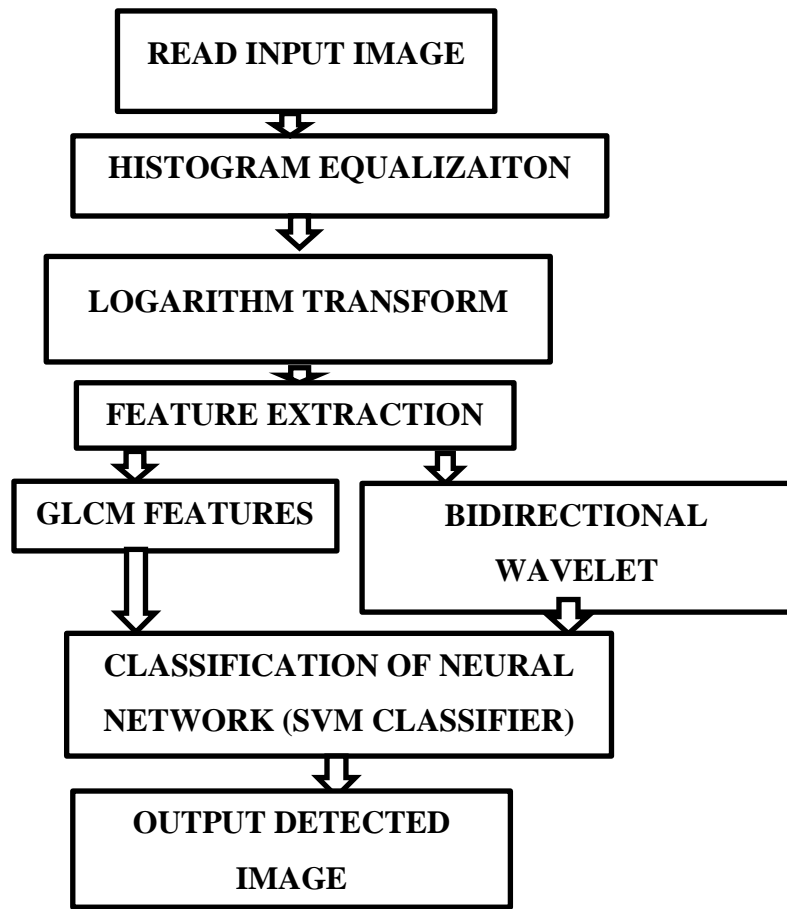 READ INPUT IMAGE
HISTOGRAM EQUALIZAITON
LOGARITHM TRANSFORM
FEATURE EXTRACTION
GLCM FEATURES
BIDIRECTIONAL
WAVELET
CLASSIFICATION OF NEURAL
NETWORK (SVM CLASSIFIER)
OUTPUT DETECTED
IMAGE